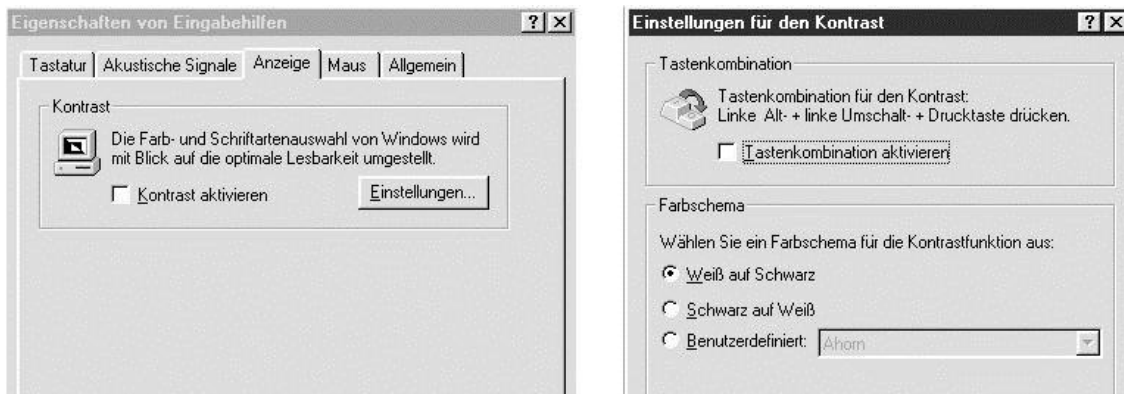 Eigenschaften von Eingabehilfen
Tastatur Akustische Signale Anzeige Maus Allgemein
Kontrast
Die Farb- und Schriftartenauswahl von Windows wird
mit Blick auf die optimale Lesbarkeit umgestellt.
Kontrast aktivieren
Einstellungen...
Einstellungen für den Kontrast
Tastenkombination
Tastenkombination für den Kontrast:
Linke Alt- + linke Umschalt- + Drucktaste drücken.
Tastenkombination aktivieren
Farbschema
Wählen Sie ein Farbschema für die Kontrastfunktion aus:
Weiß auf Schwarz
Schwarz auf Weiß
Benutzerdefiniert: Ahorn